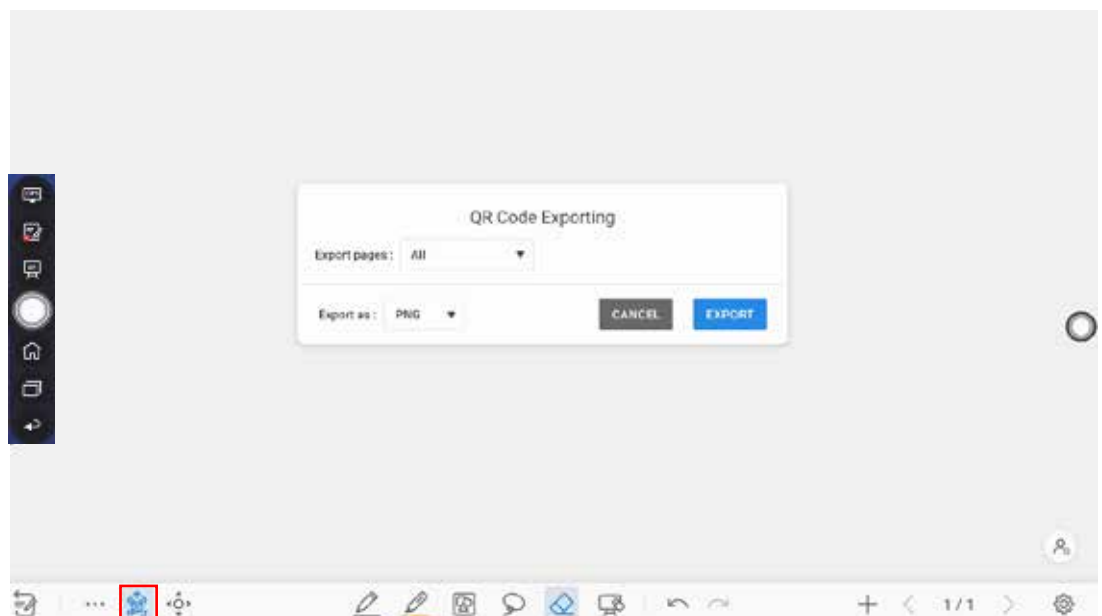 QR Code Exporting
Export pages : All
Export as : PNG
CANCEL
EXPORT
1/1